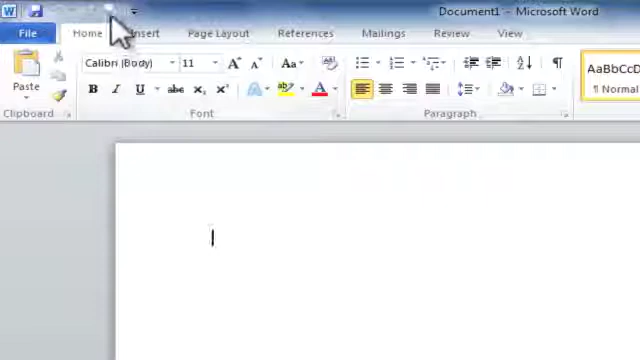 W Document1 - Microsoft Word
File Home Insert Page Layout References Mailings Review View
Calibri (Body) 11 A A Aa A↓Z ¶ AaBbCcD
Paste B I U abc x₂ x² A ab A ¶ Normal
Clipboard Font Paragraph